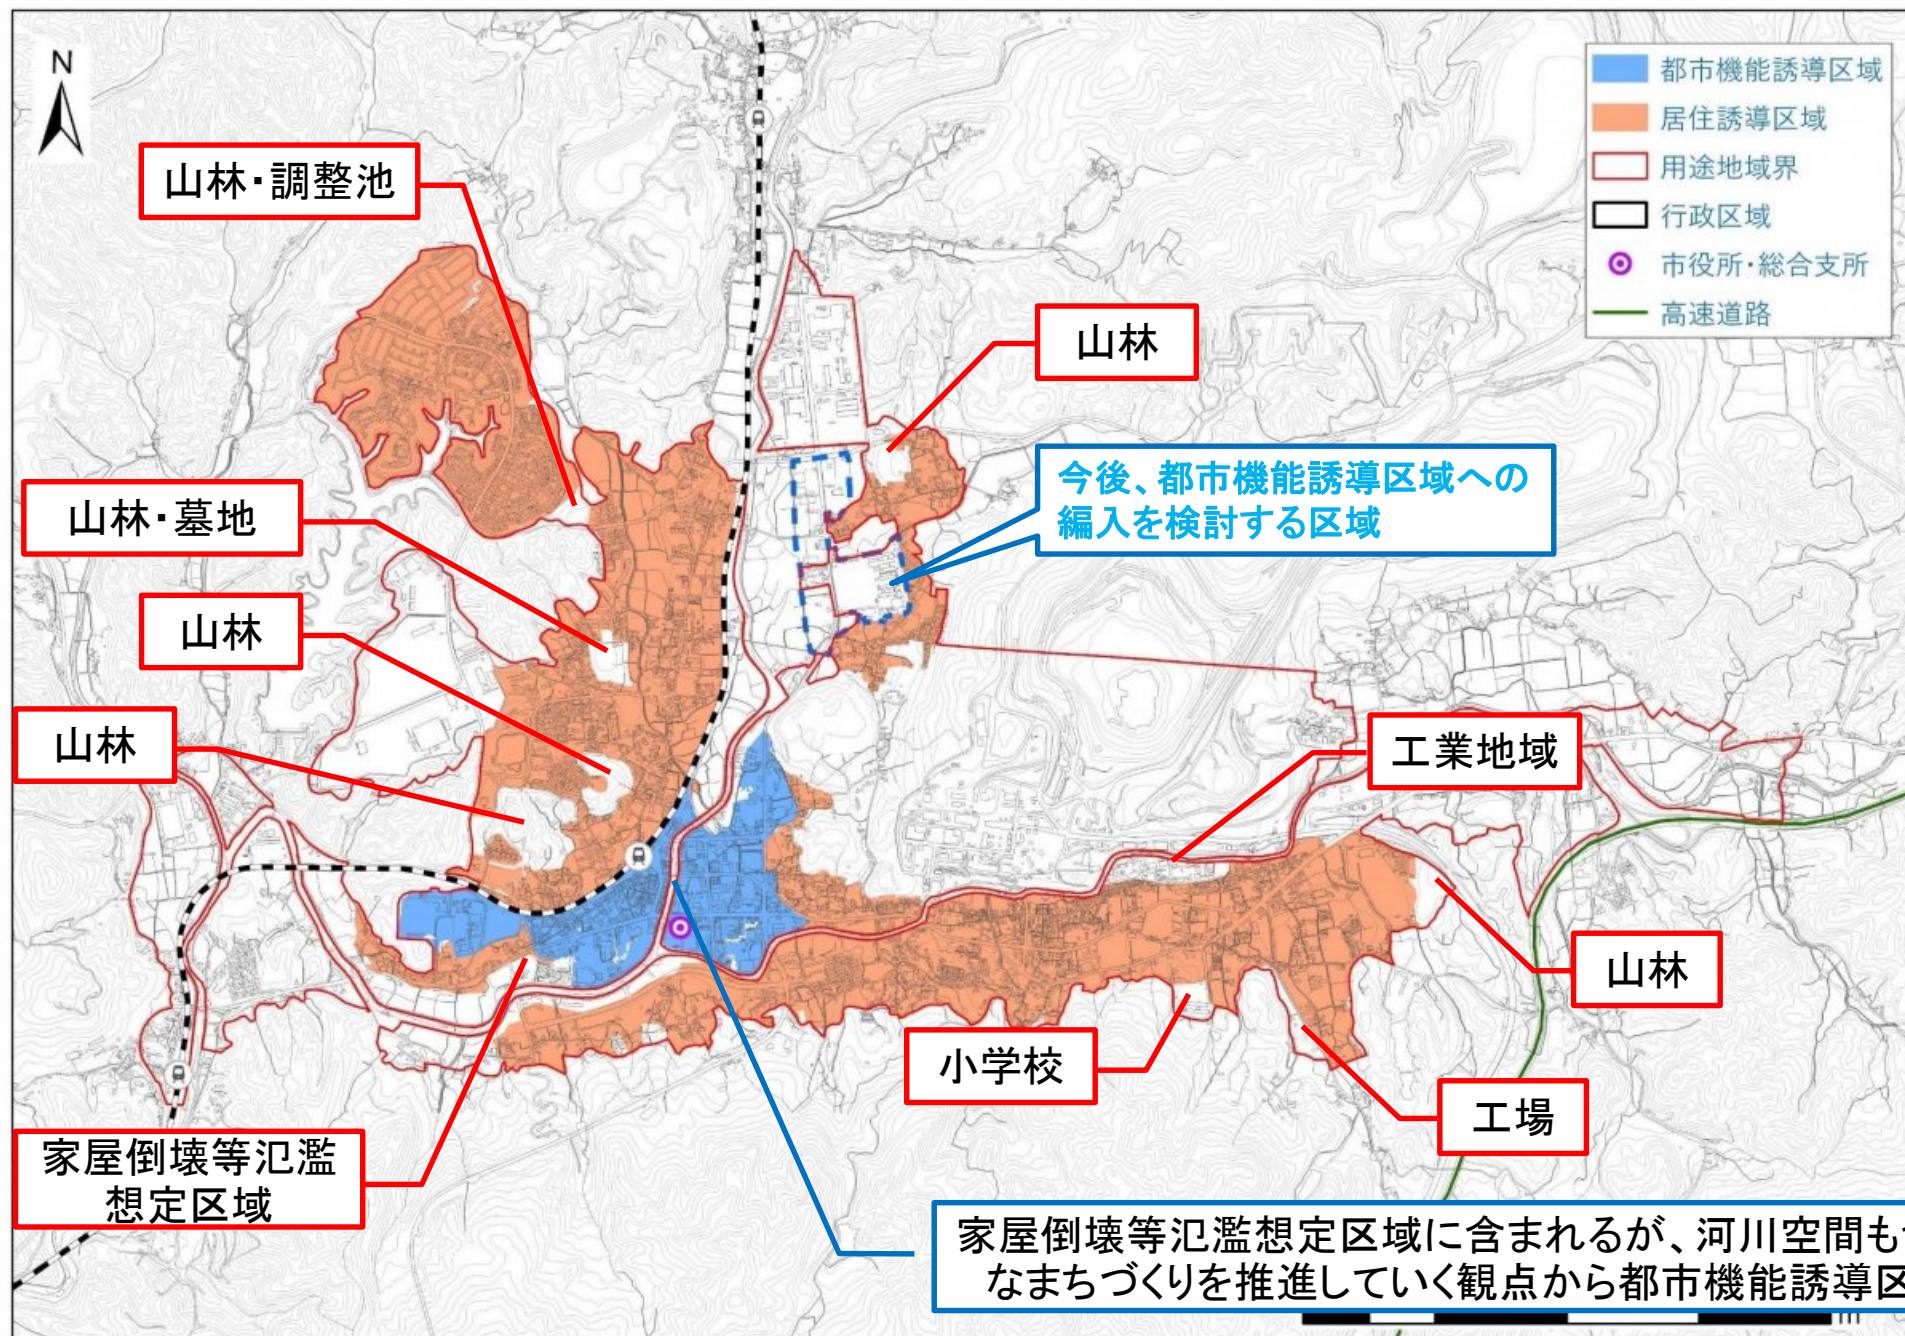 N
都市機能誘導区域
居住誘導区域
用途地域界
行政区域
市役所・総合支所
高速道路
山林・調整池
山林
今後、都市機能誘導区域への
編入を検討する区域
山林・墓地
山林
山林
工業地域
山林
小学校
工場
家屋倒壊等氾濫
想定区域
家屋倒壊等氾濫想定区域に含まれるが、河川空間も
なまちづくりを推進していく観点から都市機能誘導区
m